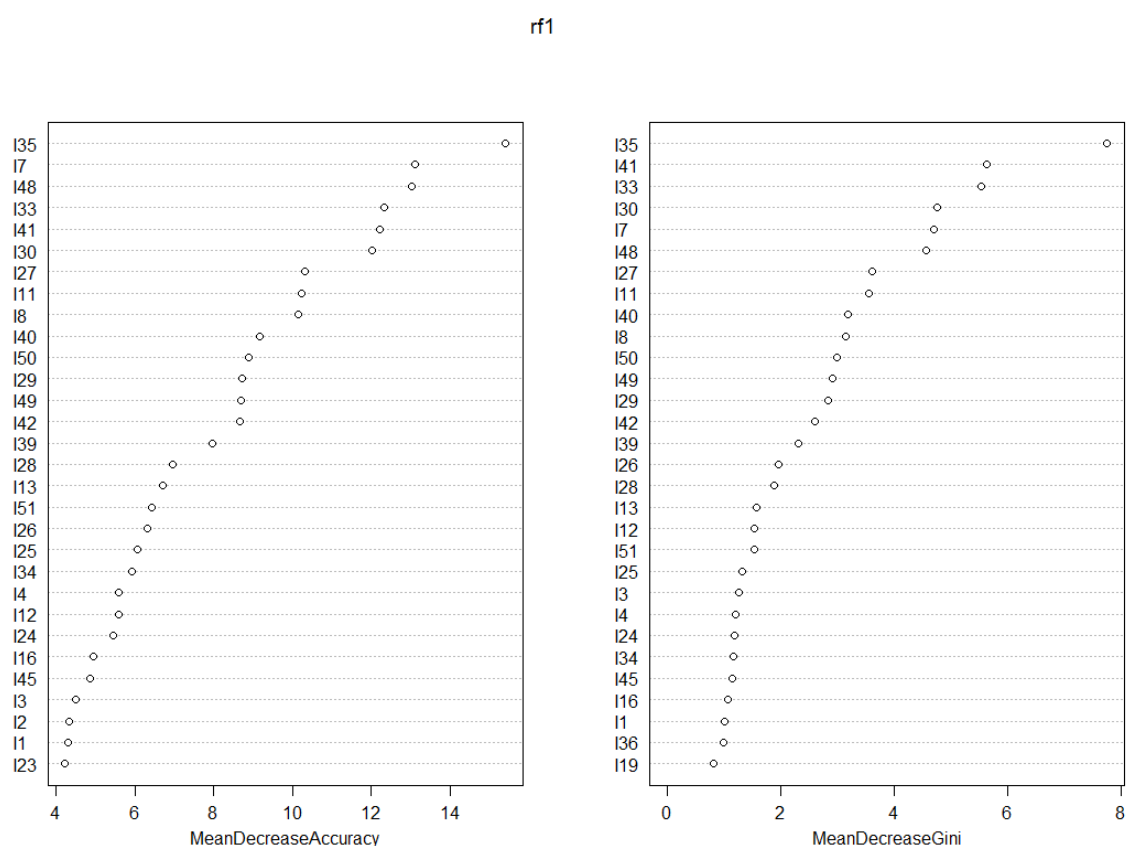 rf1
I35
I7
I48
I33
I41
I30
I27
I11
I8
I40
I50
I29
I49
I42
I39
I28
I13
I51
I26
I25
I34
I4
I12
I24
I16
I45
I3
I2
I1
I23
4 6 8 10 12 14
MeanDecreaseAccuracy
I35
I41
I33
I30
I7
I48
I27
I11
I40
I8
I50
I49
I29
I42
I39
I26
I28
I13
I12
I51
I25
I3
I4
I24
I34
I45
I16
I1
I36
I19
0 2 4 6 8
MeanDecreaseGini